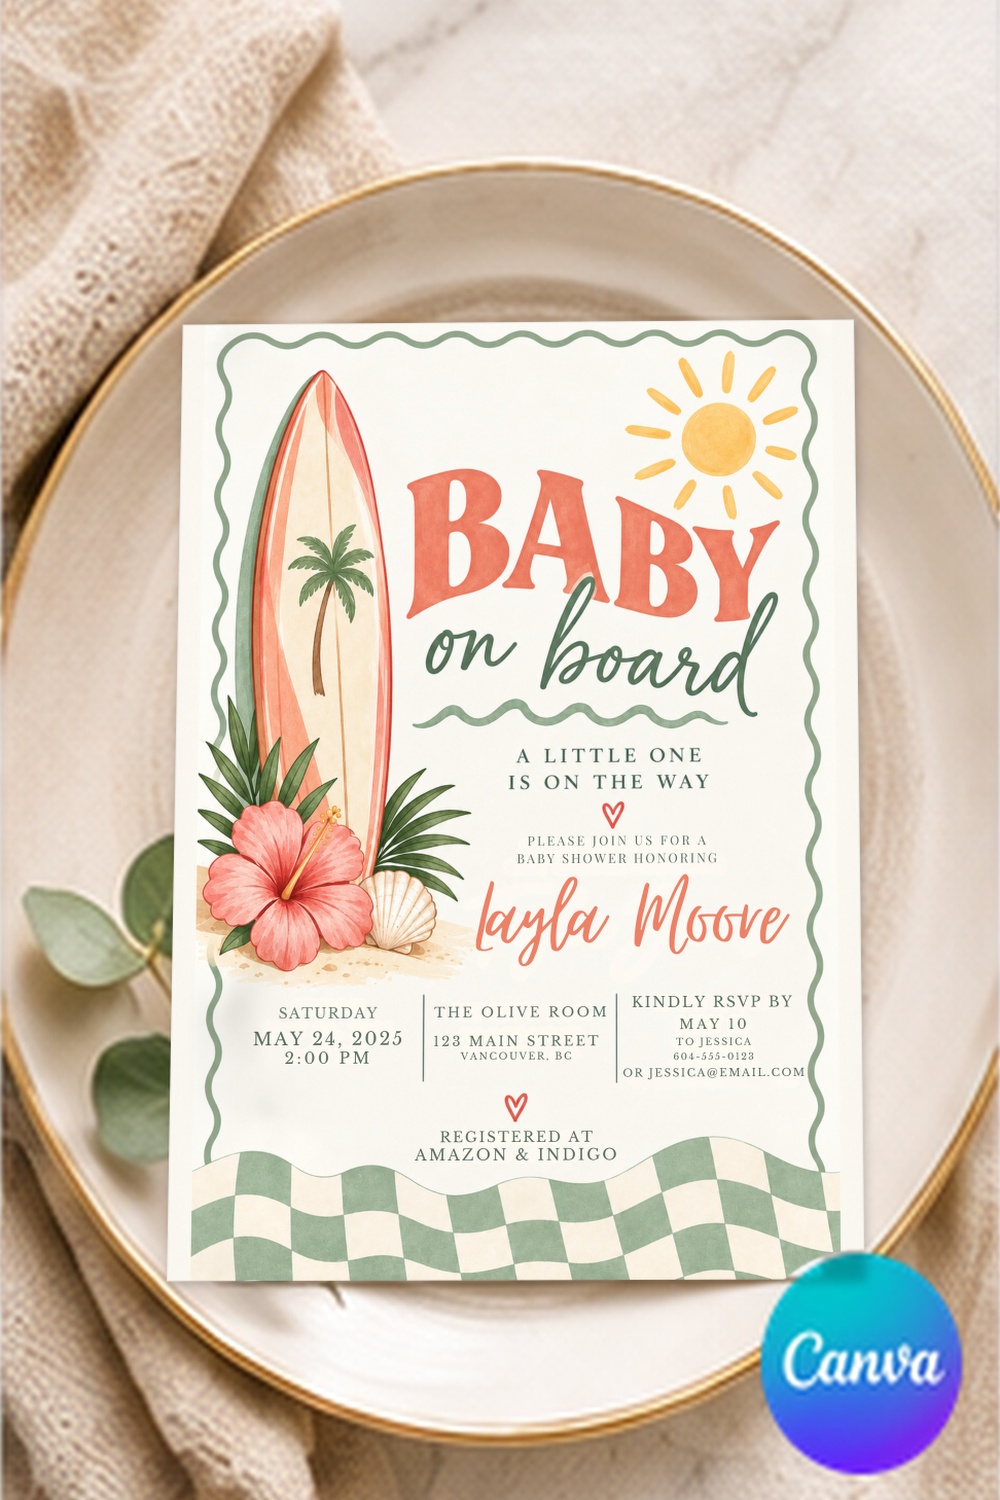 BABY
on board
A LITTLE ONE
IS ON THE WAY
PLEASE JOIN US FOR A
BABY SHOWER HONORING
Layla Moore
SATURDAY
MAY 24, 2025
2:00 PM
THE OLIVE ROOM
123 MAIN STREET
VANCOUVER, BC
KINDLY RSVP BY
MAY 10
TO JESSICA
604-555-0123
OR JESSICA@EMAIL.COM
REGISTERED AT
AMAZON & INDIGO
Canva